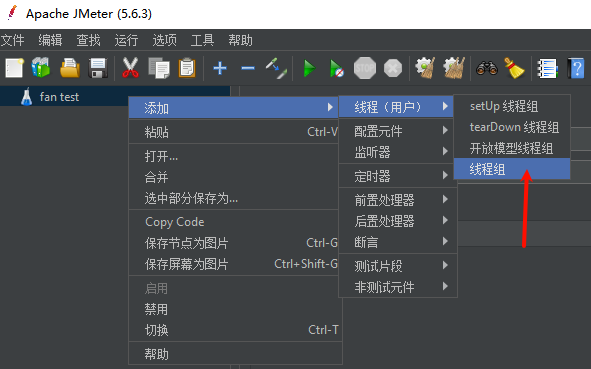 Apache JMeter (5.6.3)
文件 编辑 查找 运行 选项 工具 帮助
fan test
添加
粘贴 Ctrl-V
打开...
合并
选中部分保存为...
Copy Code
保存节点为图片 Ctrl-G
保存屏幕为图片 Ctrl+Shift-G
启用
禁用
切换 Ctrl-T
帮助
线程（用户）
配置元件
监听器
定时器
前置处理器
后置处理器
断言
测试片段
非测试元件
setUp 线程组
tearDown 线程组
开放模型线程组
线程组